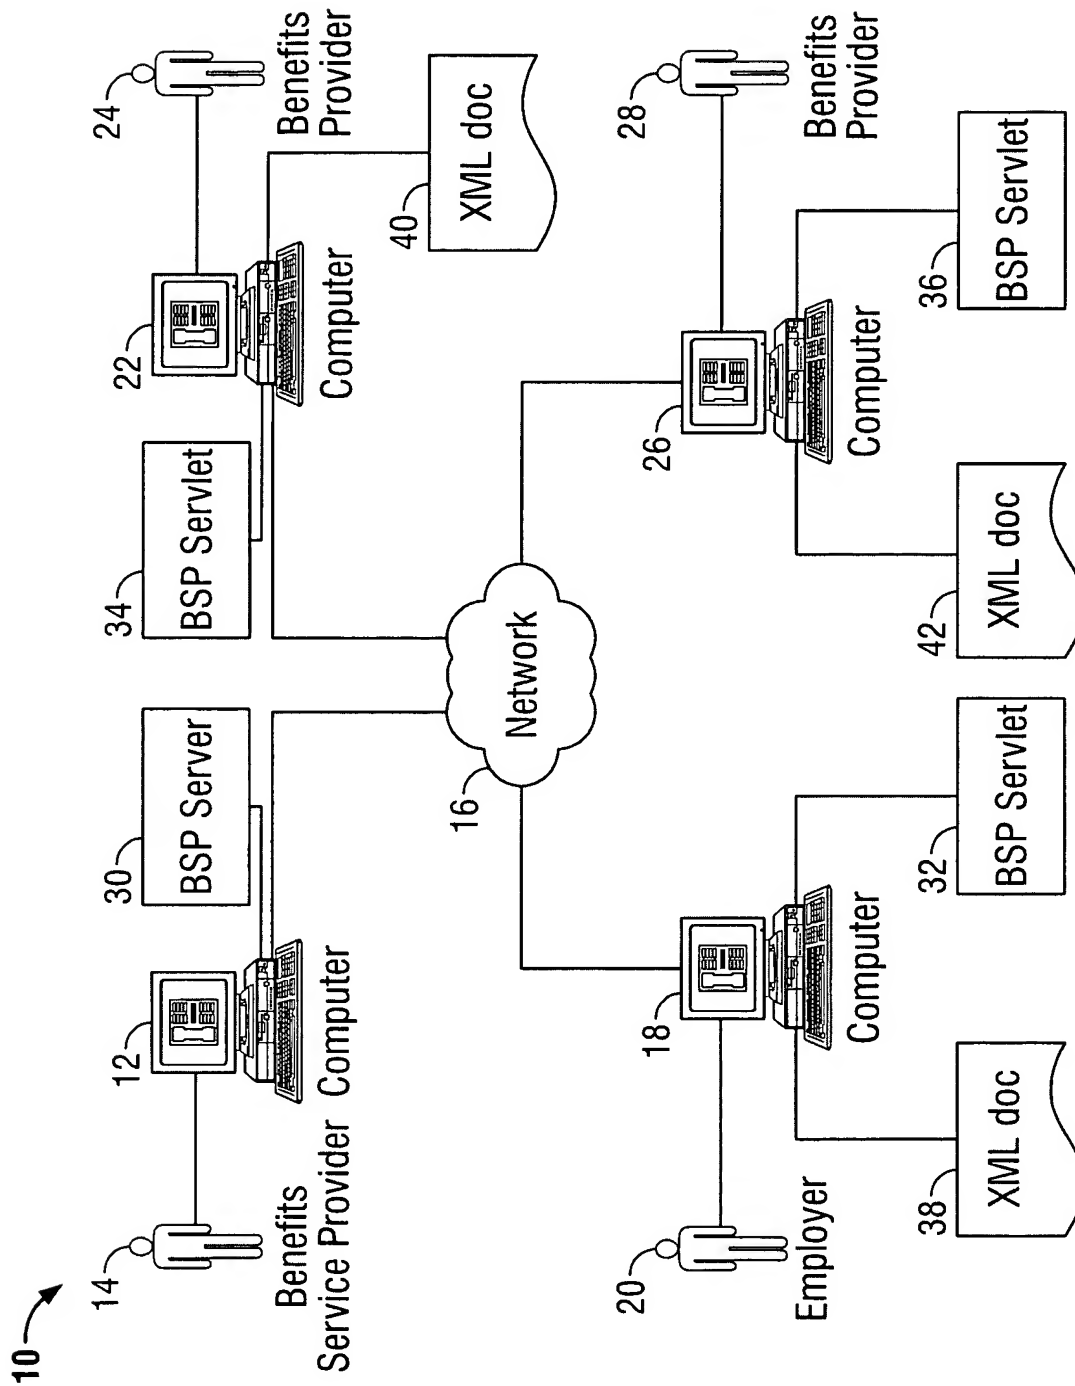 10
14
Benefits
Service Provider
12
Computer
30
BSP Server
34
BSP Servlet
22
Computer
24
Benefits
Provider
40
XML doc
16
Network
20
Employer
18
Computer
38
XML doc
32
BSP Servlet
26
Computer
28
Benefits
Provider
42
XML doc
36
BSP Servlet